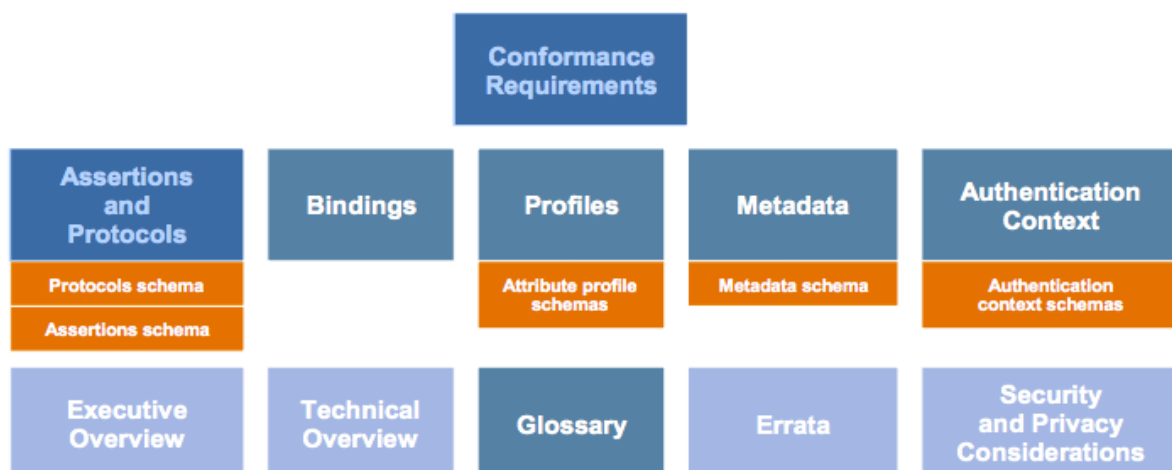 Conformance
Requirements
Assertions
and
Protocols
Bindings
Profiles
Metadata
Authentication
Context
Protocols schema
Assertions schema
Attribute profile
schemas
Metadata schema
Authentication
context schemas
Executive
Overview
Technical
Overview
Glossary
Errata
Security
and Privacy
Considerations